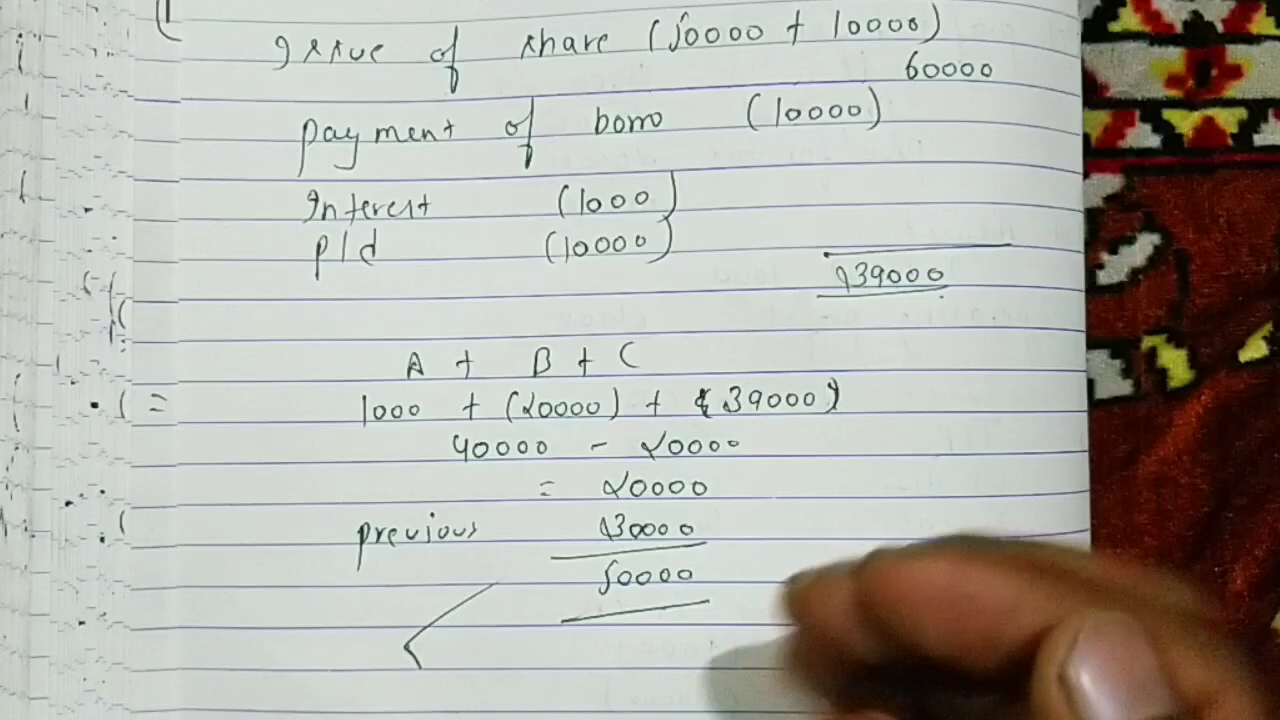 Issue of share (50000 + 10000)
60000
payment of borro (10000)
Interest (1000)
p/d (10000)
39000
A + B + C
= 1000 + (20000) + (39000)
40000 - 20000
= 20000
previous 30000
50000